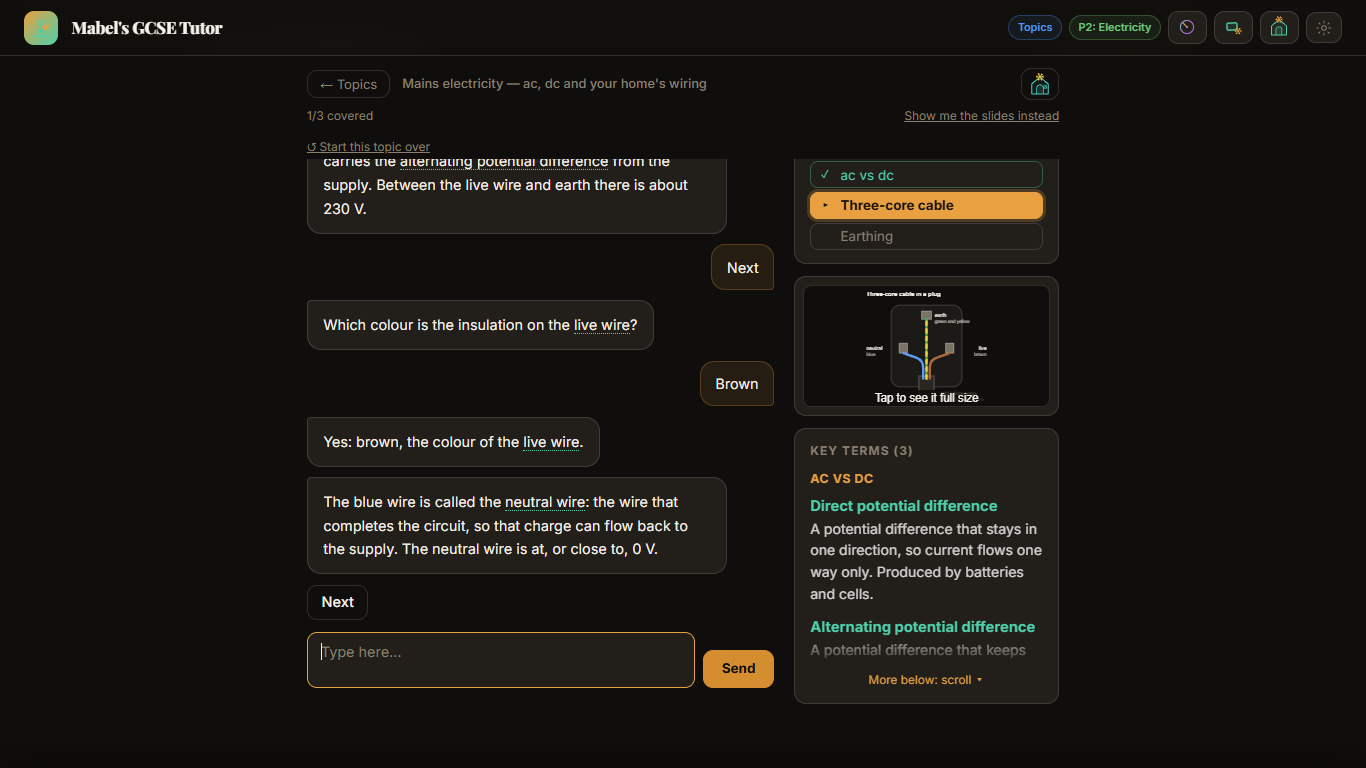 Mabel's GCSE Tutor
Topics
P2: Electricity
← Topics
Mains electricity — ac, dc and your home's wiring
1/3 covered
Show me the slides instead
↺ Start this topic over
carries the alternating potential difference from the
supply. Between the live wire and earth there is about
230 V.
Next
Which colour is the insulation on the live wire?
Brown
Yes: brown, the colour of the live wire.
The blue wire is called the neutral wire: the wire that
completes the circuit, so that charge can flow back to
the supply. The neutral wire is at, or close to, 0 V.
Next
Type here...
Send
✓ ac vs dc
▸ Three-core cable
Earthing
Three-core cable in a plug
earth
green and yellow
neutral
blue
live
brown
Tap to see it full size
KEY TERMS (3)
AC VS DC
Direct potential difference
A potential difference that stays in
one direction, so current flows one
way only. Produced by batteries
and cells.
Alternating potential difference
A potential difference that keeps
More below: scroll ▾